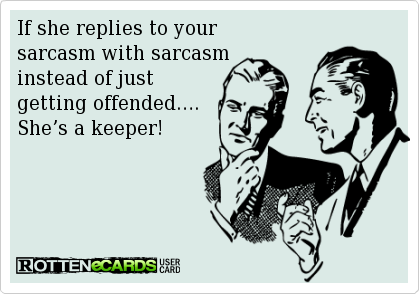 If she replies to your
sarcasm with sarcasm
instead of just
getting offended....
She's a keeper!
ROTTENeCARDS USER
CARD